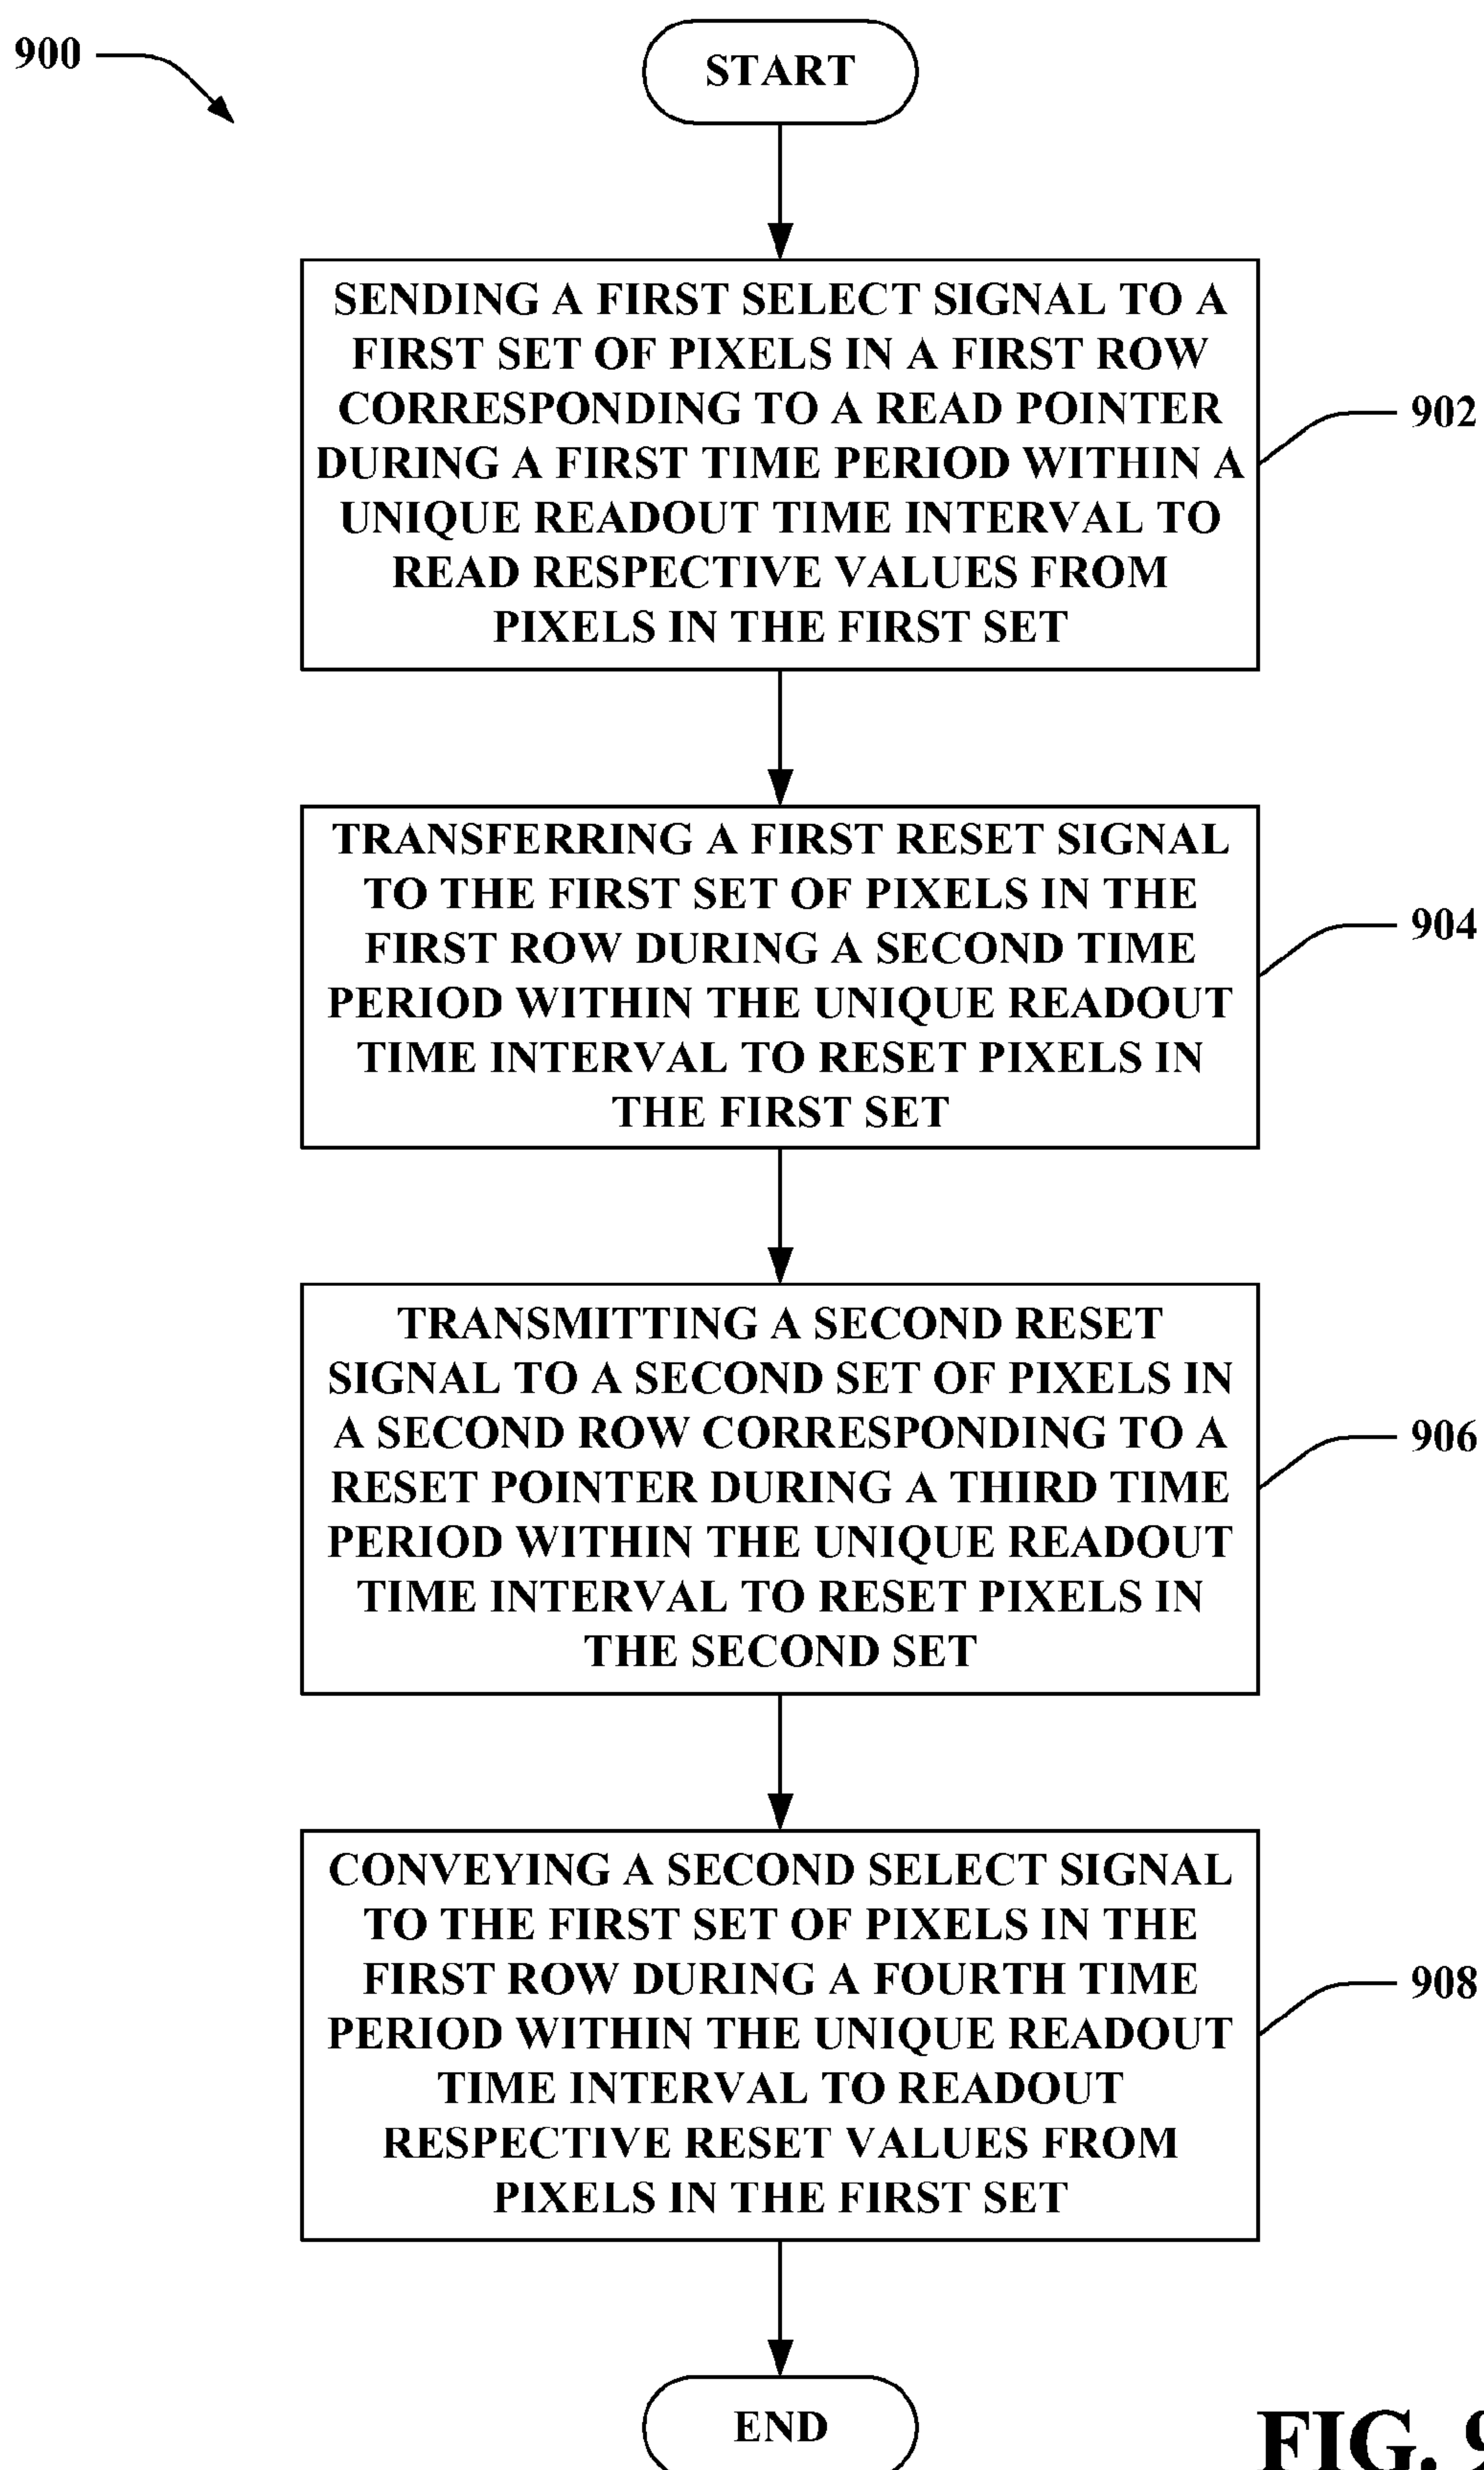 900
START
SENDING A FIRST SELECT SIGNAL TO A
FIRST SET OF PIXELS IN A FIRST ROW
CORRESPONDING TO A READ POINTER
DURING A FIRST TIME PERIOD WITHIN A
UNIQUE READOUT TIME INTERVAL TO
READ RESPECTIVE VALUES FROM
PIXELS IN THE FIRST SET
902
TRANSFERRING A FIRST RESET SIGNAL
TO THE FIRST SET OF PIXELS IN THE
FIRST ROW DURING A SECOND TIME
PERIOD WITHIN THE UNIQUE READOUT
TIME INTERVAL TO RESET PIXELS IN
THE FIRST SET
904
TRANSMITTING A SECOND RESET
SIGNAL TO A SECOND SET OF PIXELS IN
A SECOND ROW CORRESPONDING TO A
RESET POINTER DURING A THIRD TIME
PERIOD WITHIN THE UNIQUE READOUT
TIME INTERVAL TO RESET PIXELS IN
THE SECOND SET
906
CONVEYING A SECOND SELECT SIGNAL
TO THE FIRST SET OF PIXELS IN THE
FIRST ROW DURING A FOURTH TIME
PERIOD WITHIN THE UNIQUE READOUT
TIME INTERVAL TO READOUT
RESPECTIVE RESET VALUES FROM
PIXELS IN THE FIRST SET
908
END
FIG. 9